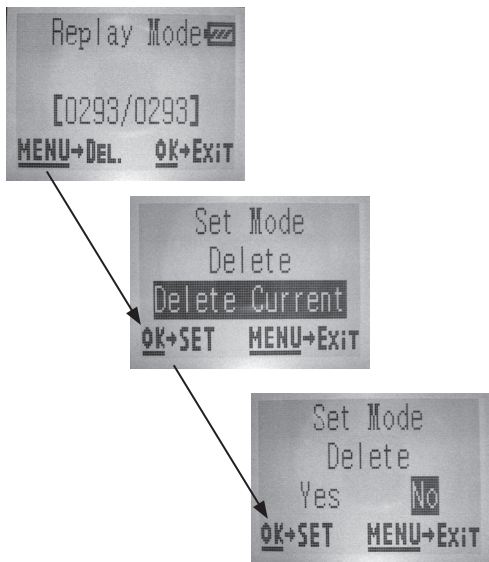 Replay Mode
[0293/0293]
MENU→DEL. OK→EXiT
Set Mode
Delete
Delete Current
OK→SET MENU→EXiT
Set Mode
Delete
Yes No
OK→SET MENU→EXiT